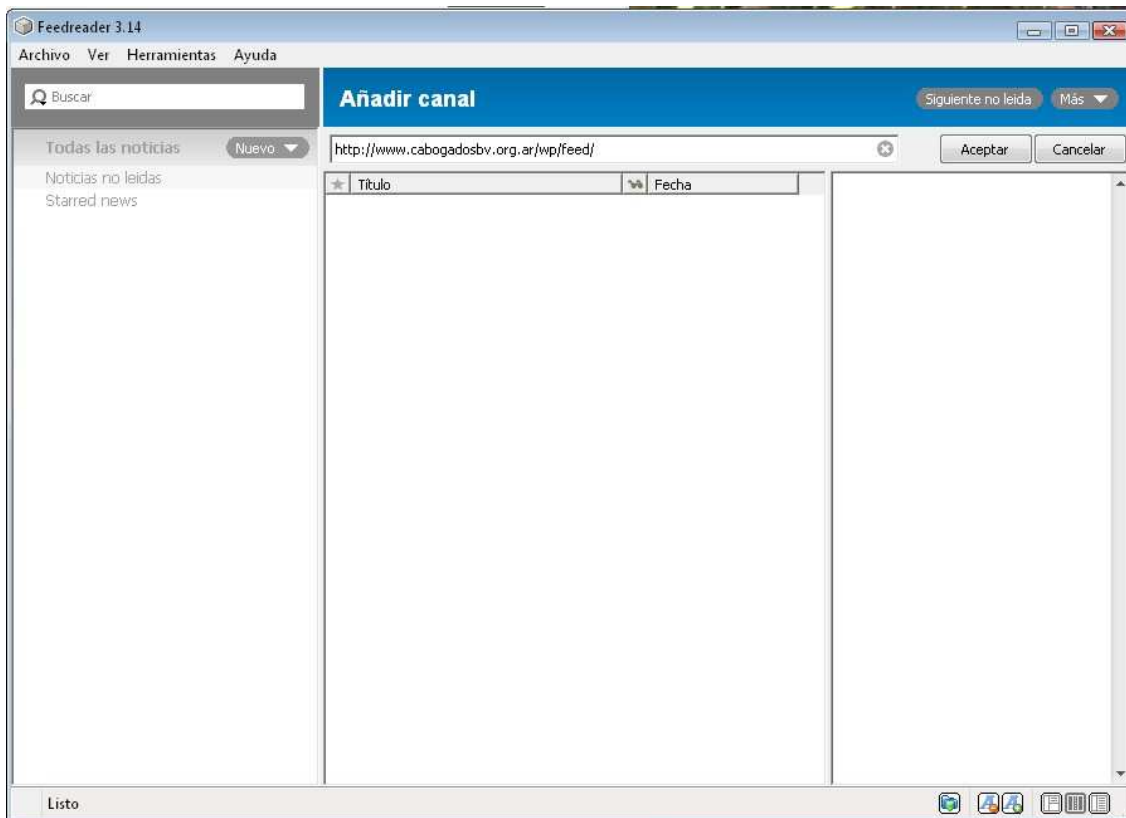 Feedreader 3.14
Archivo Ver Herramientas Ayuda
Buscar
Añadir canal
Siguiente no leida
Más
Todas las noticias
Nuevo
http://www.cabogadosbv.org.ar/wp/feed/
Aceptar
Cancelar
Noticias no leidas
Título
Fecha
Starred news
Listo